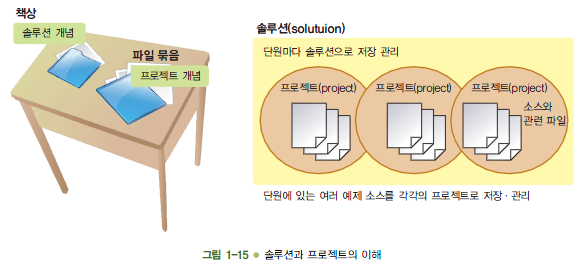 책상
솔루션 개념
파일 묶음
프로젝트 개념
솔루션(solutuion)
단원마다 솔루션으로 저장 관리
프로젝트(project)
프로젝트(project)
프로젝트(project)
소스와
관련 파일
단원에 있는 여러 예제 소스를 각각의 프로젝트로 저장·관리
그림 1-15 ● 솔루션과 프로젝트의 이해